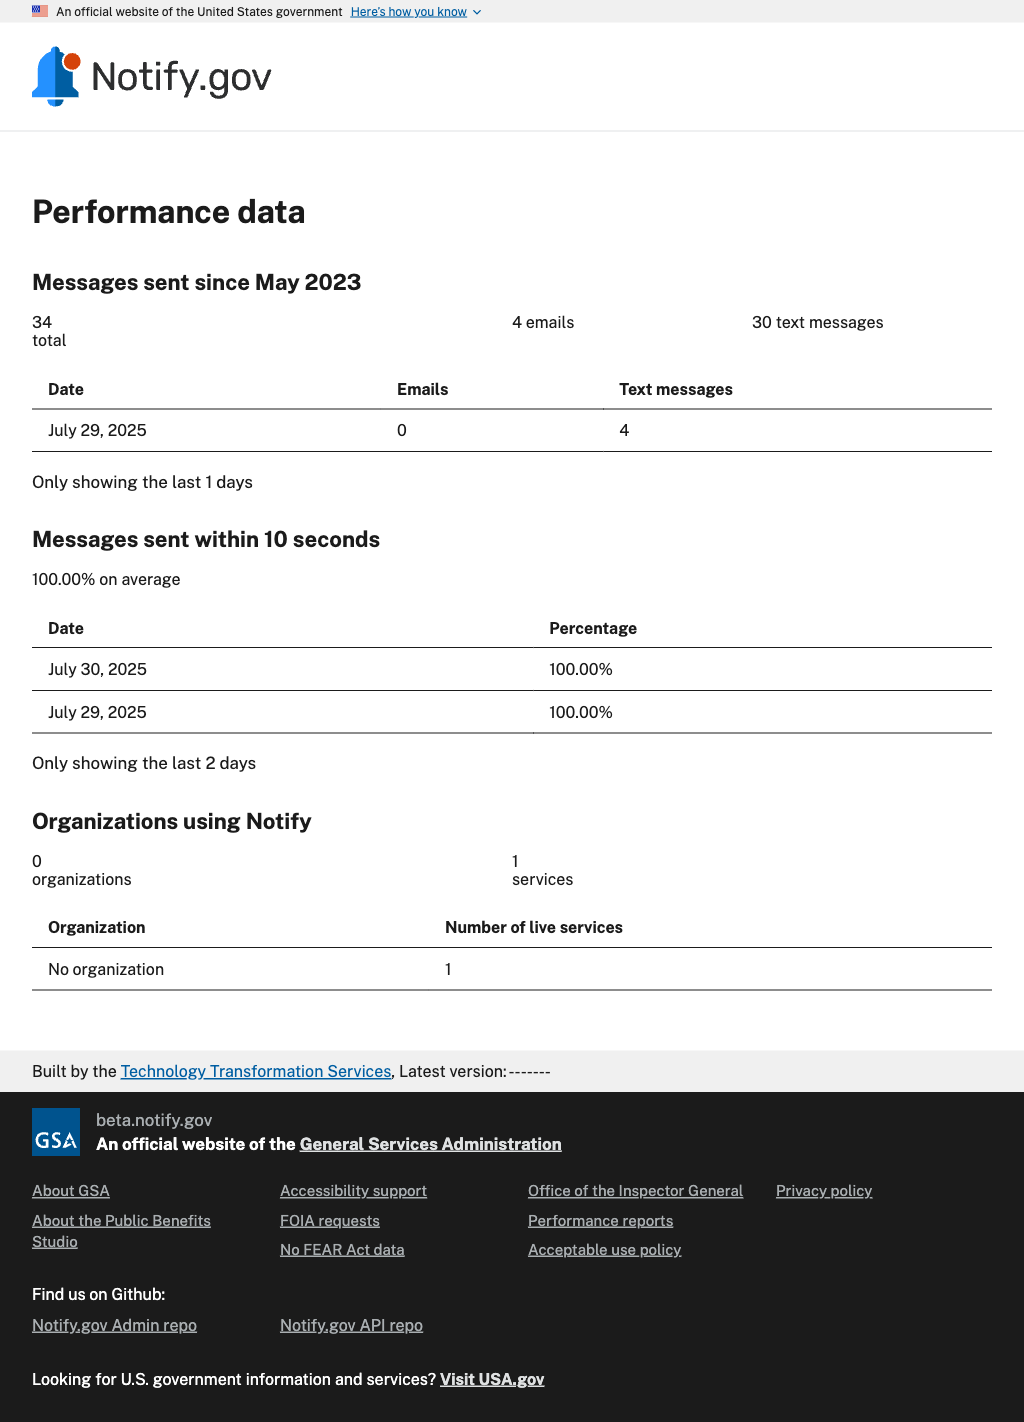 An official website of the United States government Here's how you know
Notify.gov
Performance data
Messages sent since May 2023
34 total
4 emails
30 text messages
Date Emails Text messages
July 29, 2025 0 4
Only showing the last 1 days
Messages sent within 10 seconds
100.00% on average
Date Percentage
July 30, 2025 100.00%
July 29, 2025 100.00%
Only showing the last 2 days
Organizations using Notify
0 organizations
1 services
Organization Number of live services
No organization 1
Built by the Technology Transformation Services, Latest version: -------
GSA
beta.notify.gov
An official website of the General Services Administration
About GSA
About the Public Benefits
Studio
Accessibility support
FOIA requests
No FEAR Act data
Office of the Inspector General
Performance reports
Acceptable use policy
Privacy policy
Find us on Github:
Notify.gov Admin repo Notify.gov API repo
Looking for U.S. government information and services? Visit USA.gov